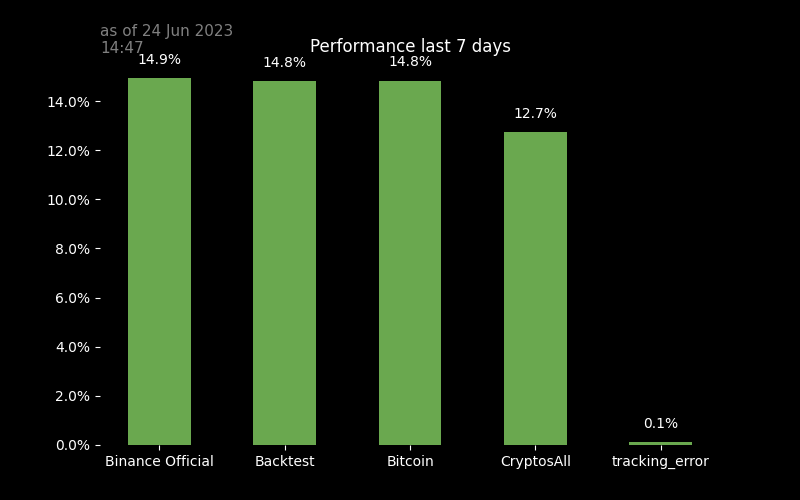 as of 24 Jun 2023
14:47
Performance last 7 days
14.9%
14.8%
14.8%
12.7%
0.1%
14.0%
12.0%
10.0%
8.0%
6.0%
4.0%
2.0%
0.0%
Binance Official
Backtest
Bitcoin
CryptosAll
tracking_error